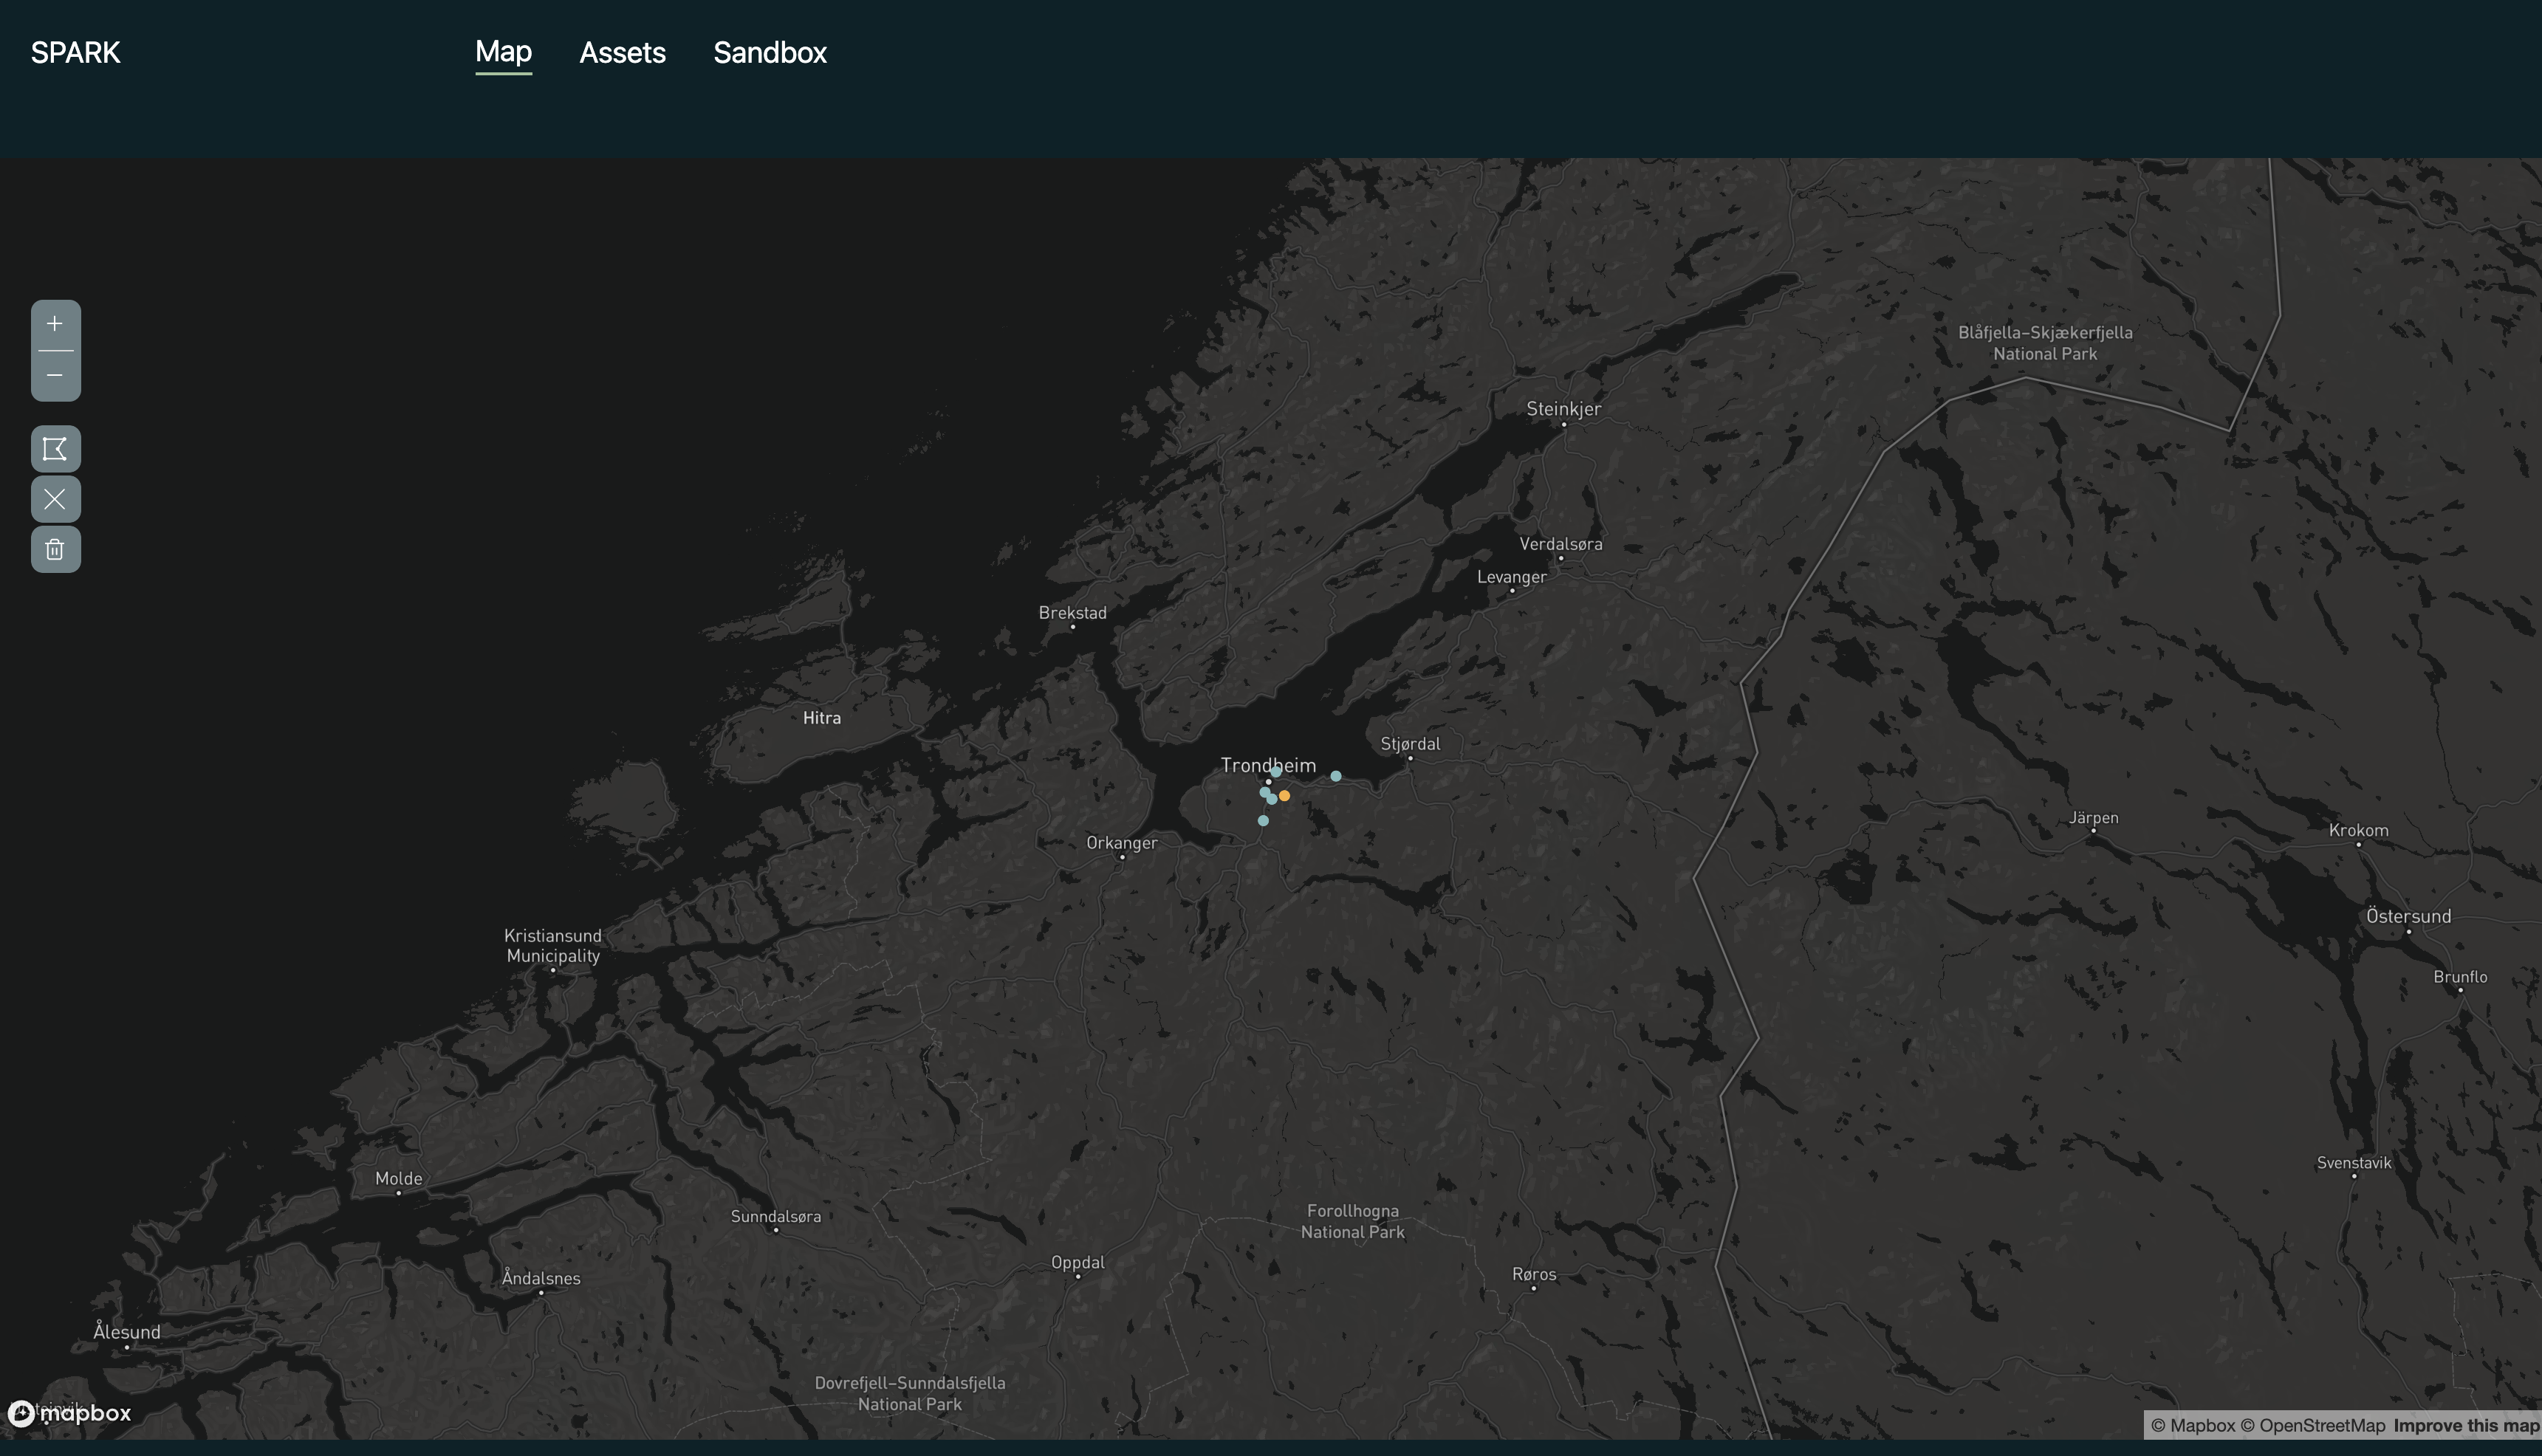 SPARK
Map
Assets
Sandbox
Blåfjella–Skjækerfjella
National Park
Steinkjer
Verdalsøra
Levanger
Brekstad
Hitra
Stjørdal
Trondheim
Järpen
Krokom
Orkanger
Östersund
Kristiansund
Municipality
Brunflo
Svenstavik
Molde
Forollhogna
National Park
Sunndalsøra
Oppdal
Røros
Åndalsnes
Ålesund
Dovrefjell–Sunndalsfjella
National Park
mapbox
© Mapbox © OpenStreetMap Improve this map